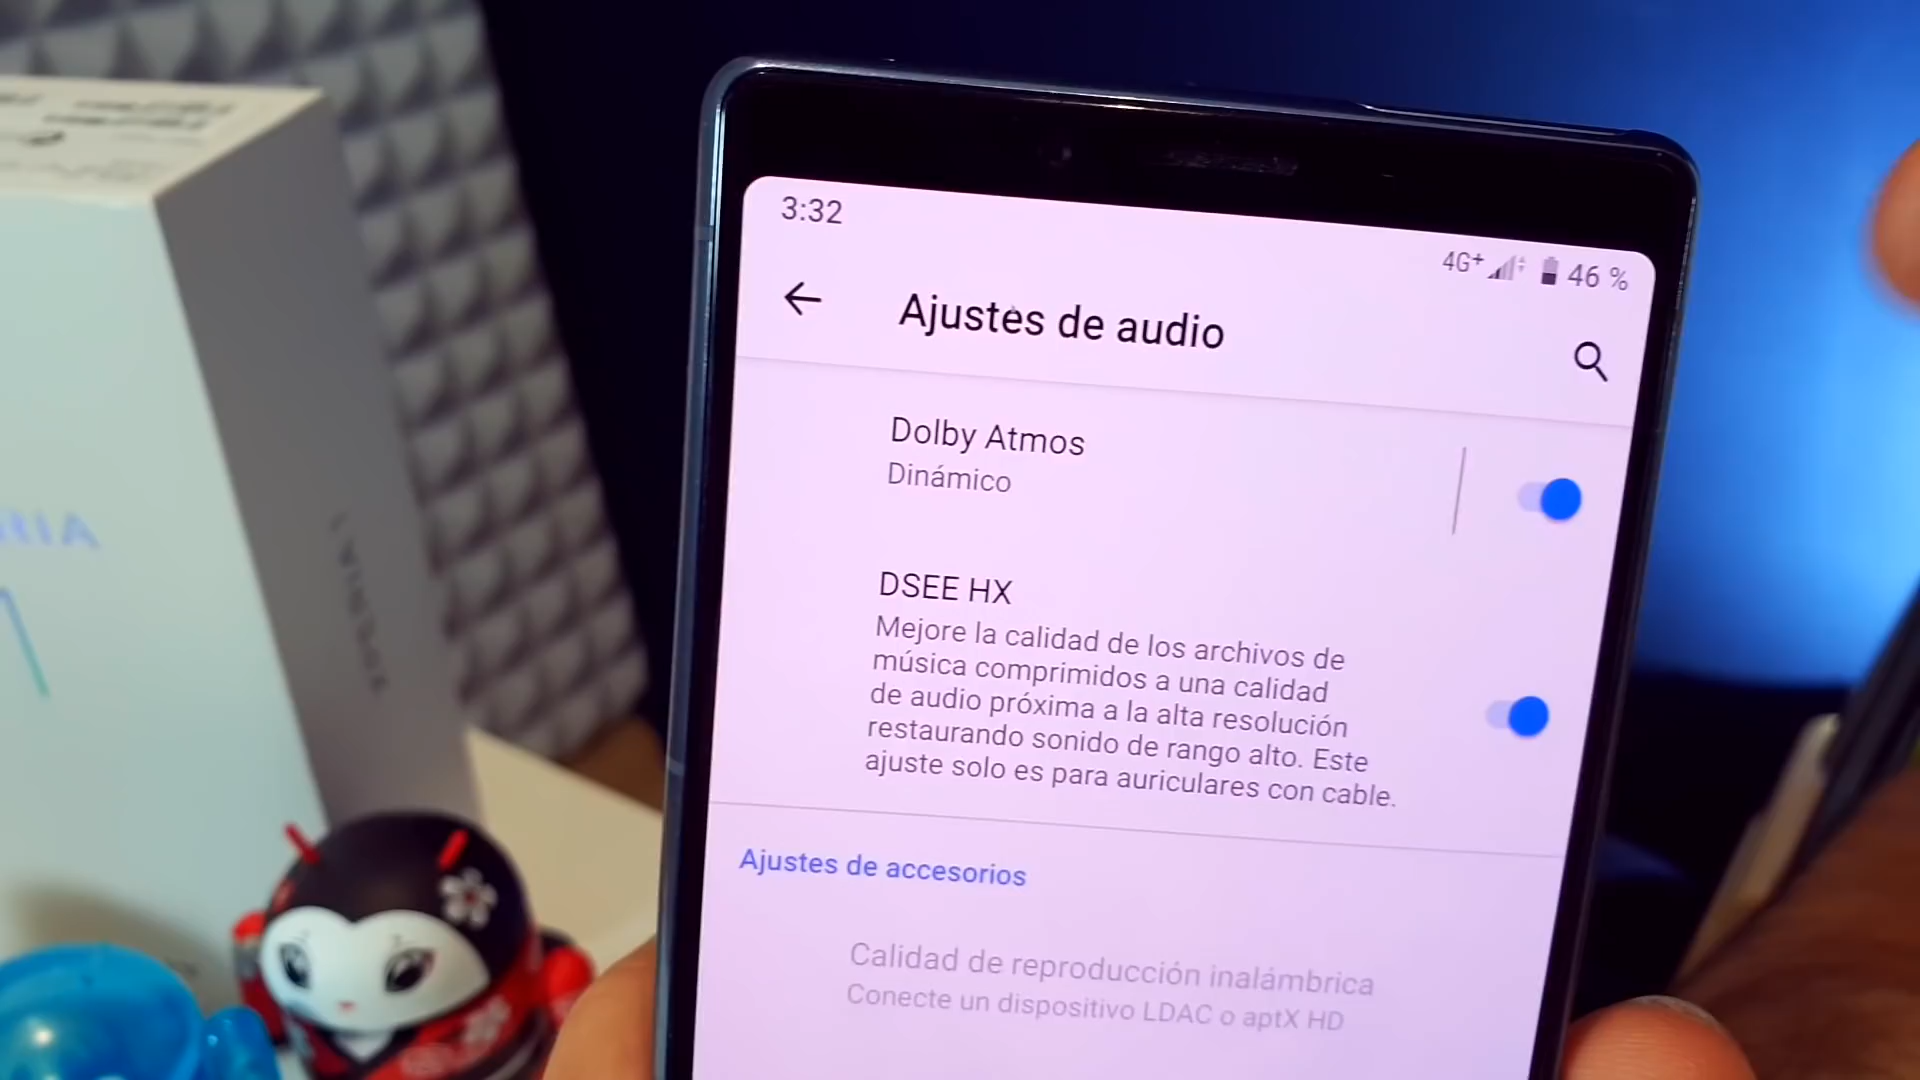 3:32
4G+ 46 %
Ajustes de audio
Dolby Atmos
Dinámico
DSEE HX
Mejore la calidad de los archivos de
música comprimidos a una calidad
de audio próxima a la alta resolución
restaurando sonido de rango alto. Este
ajuste solo es para auriculares con cable.
Ajustes de accesorios
Calidad de reproducción inalámbrica
Conecte un dispositivo LDAC o aptX HD
XPERIA 1